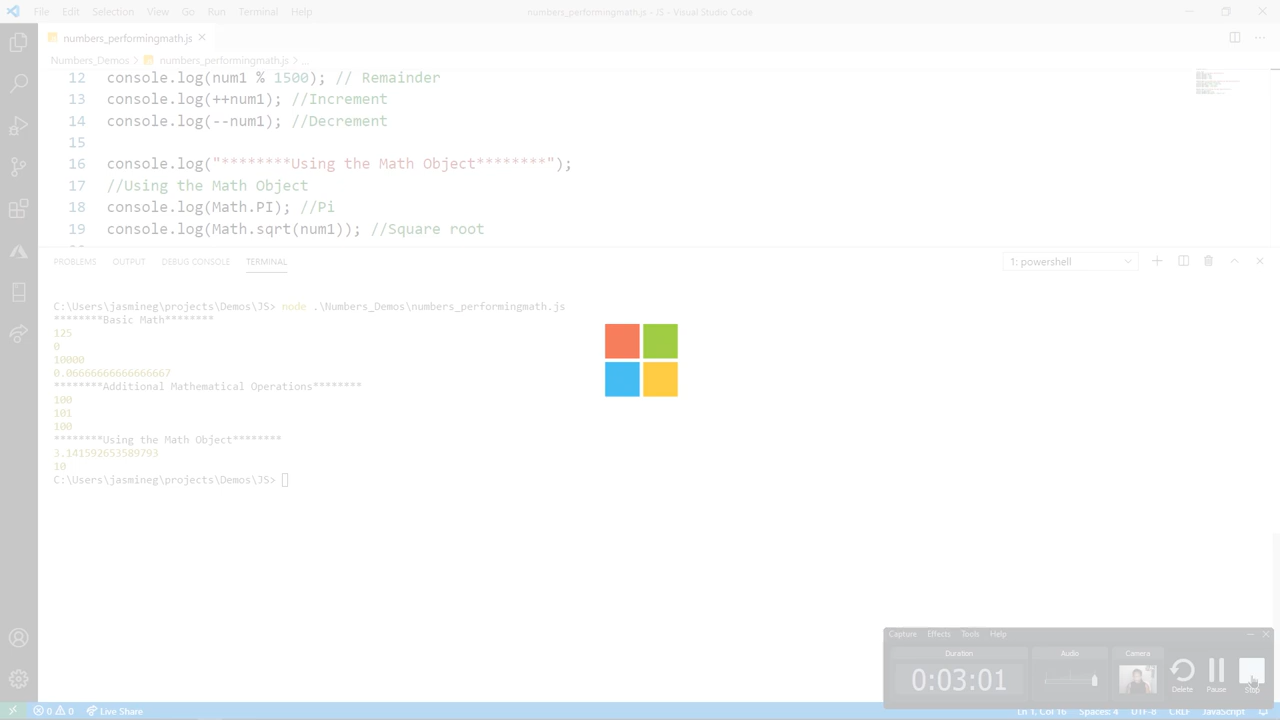 File Edit Selection View Go Run Terminal Help numbers_performingmath.js - JS - Visual Studio Code
numbers_performingmath.js
Numbers_Demos > numbers_performingmath.js > ...
12 console.log(num1 % 1500); // Remainder
13 console.log(++num1); //Increment
14 console.log(--num1); //Decrement
15
16 console.log("********Using the Math Object********");
17 //Using the Math Object
18 console.log(Math.PI); //Pi
19 console.log(Math.sqrt(num1)); //Square root
PROBLEMS OUTPUT DEBUG CONSOLE TERMINAL 1: powershell
C:\Users\jasmineg\projects\Demos\JS> node .\Numbers_Demos\numbers_performingmath.js
********Basic Math********
125
0
10000
0.06666666666666667
********Additional Mathematical Operations********
100
101
100
********Using the Math Object********
3.141592653589793
10
C:\Users\jasmineg\projects\Demos\JS>
Capture Effects Tools Help
Duration Audio Camera
0:03:01
Delete Pause Stop
0 0 Live Share Ln 1, Col 16 Spaces: 4 UTF-8 CRLF JavaScript